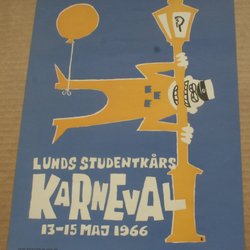 LUNDS STUDENTKÅRS
KARNEVAL
13-15 MAJ 1966